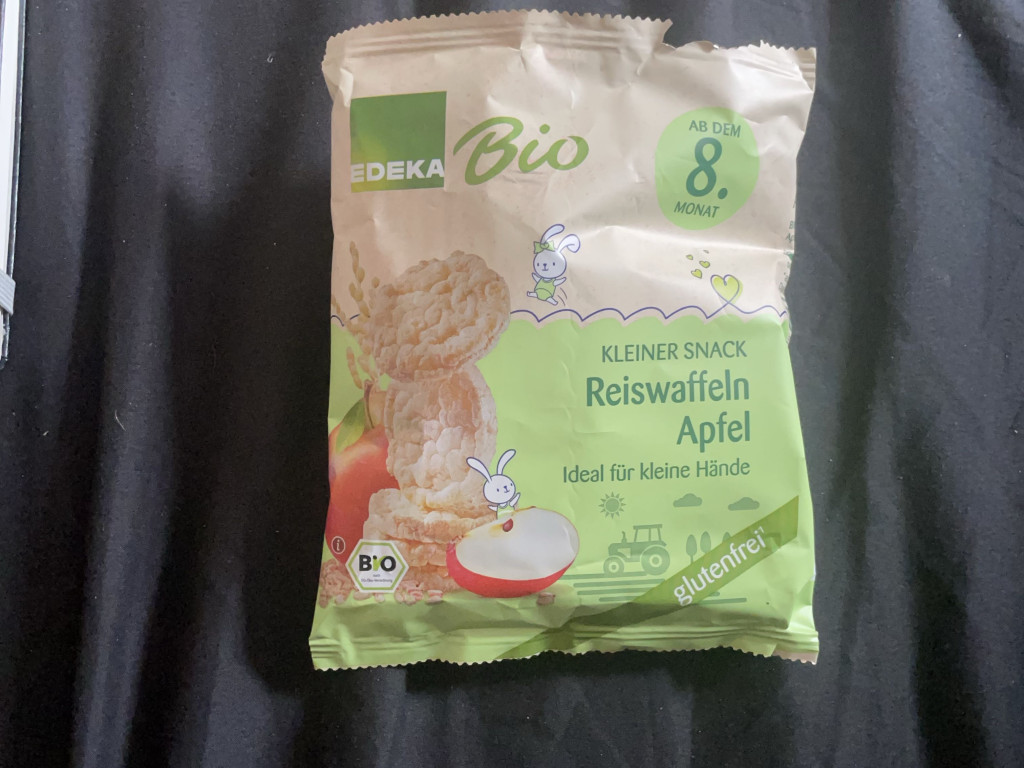 EDEKA
Bio
AB DEM
8.
MONAT
KLEINER SNACK
Reiswaffeln
Apfel
Ideal für kleine Hände
glutenfrei
BIO